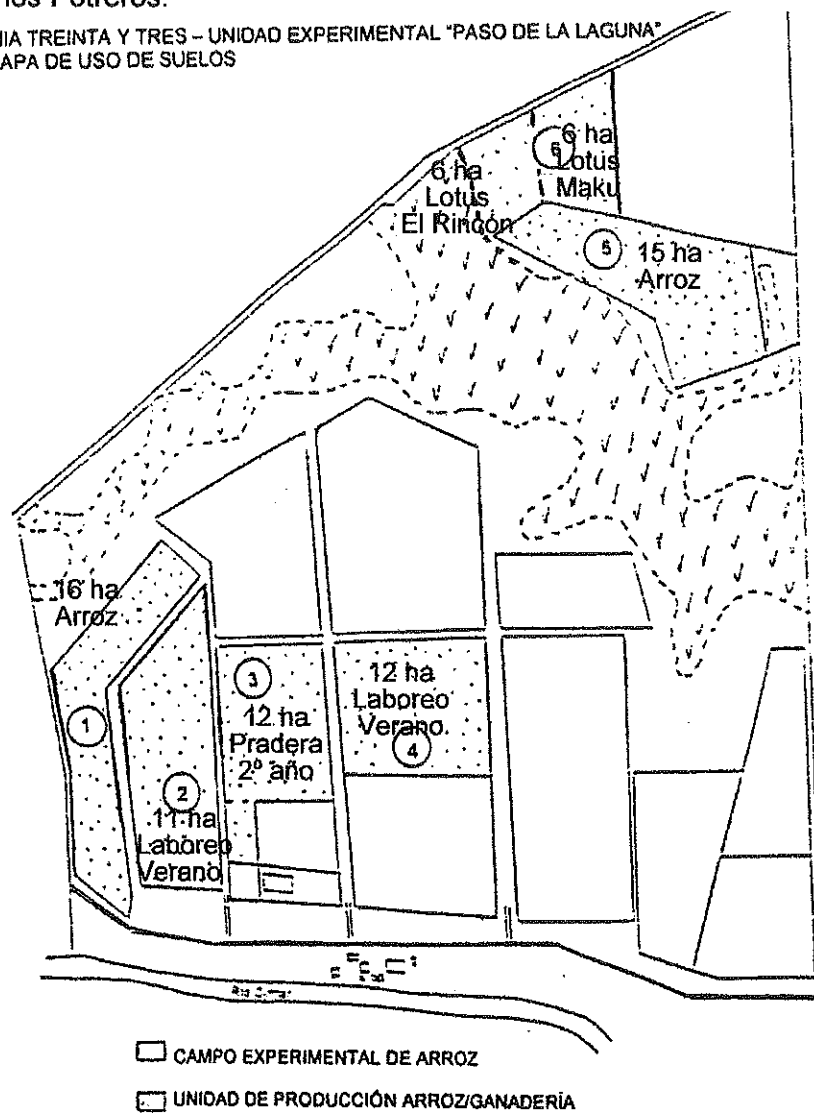 los Potreros.
IA TREINTA Y TRES – UNIDAD EXPERIMENTAL "PASO DE LA LAGUNA"
APA DE USO DE SUELOS
6 ha
Lotus
El Rincón
6
6 ha
Lotus
Maku
5
15 ha
Arroz
16 ha
Arroz
1
2
11 ha
Laboreo
Verano
3
12 ha
Pradera
2º año
12 ha
Laboreo
Verano
4
CAMPO EXPERIMENTAL DE ARROZ
UNIDAD DE PRODUCCIÓN ARROZ/GANADERÍA